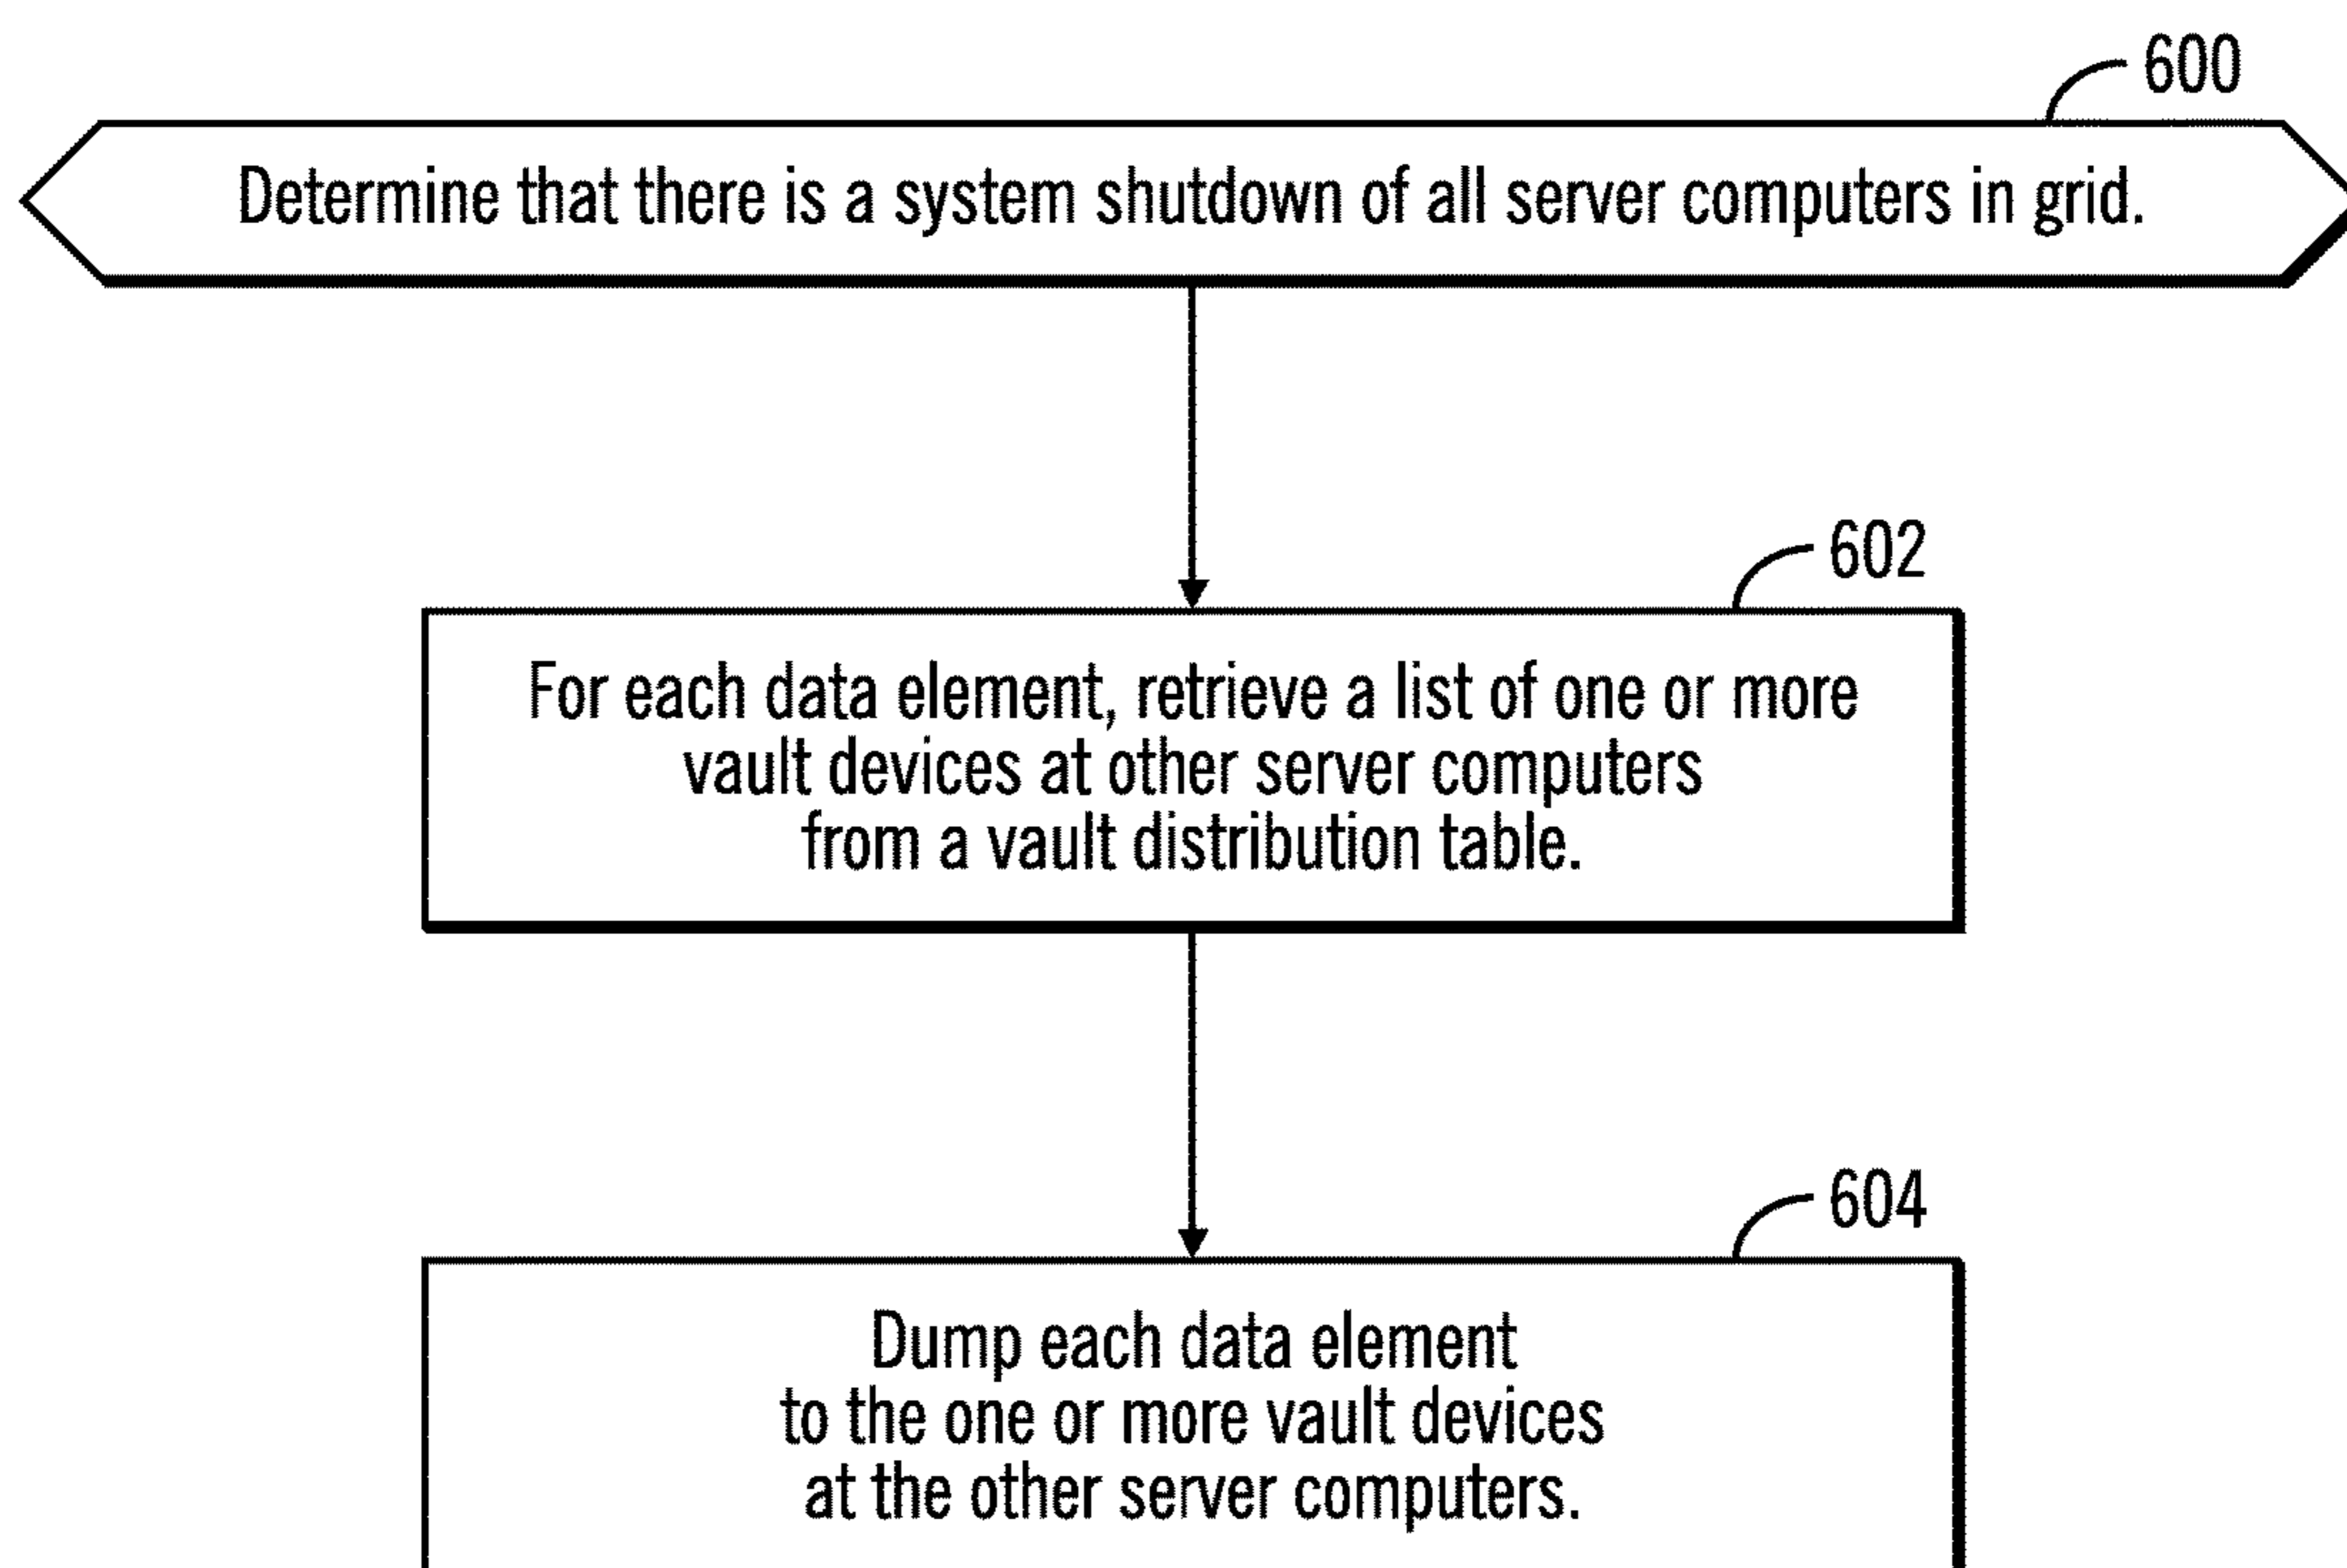 600
Determine that there is a system shutdown of all server computers in grid.
602
For each data element, retrieve a list of one or more
vault devices at other server computers
from a vault distribution table.
604
Dump each data element
to the one or more vault devices
at the other server computers.